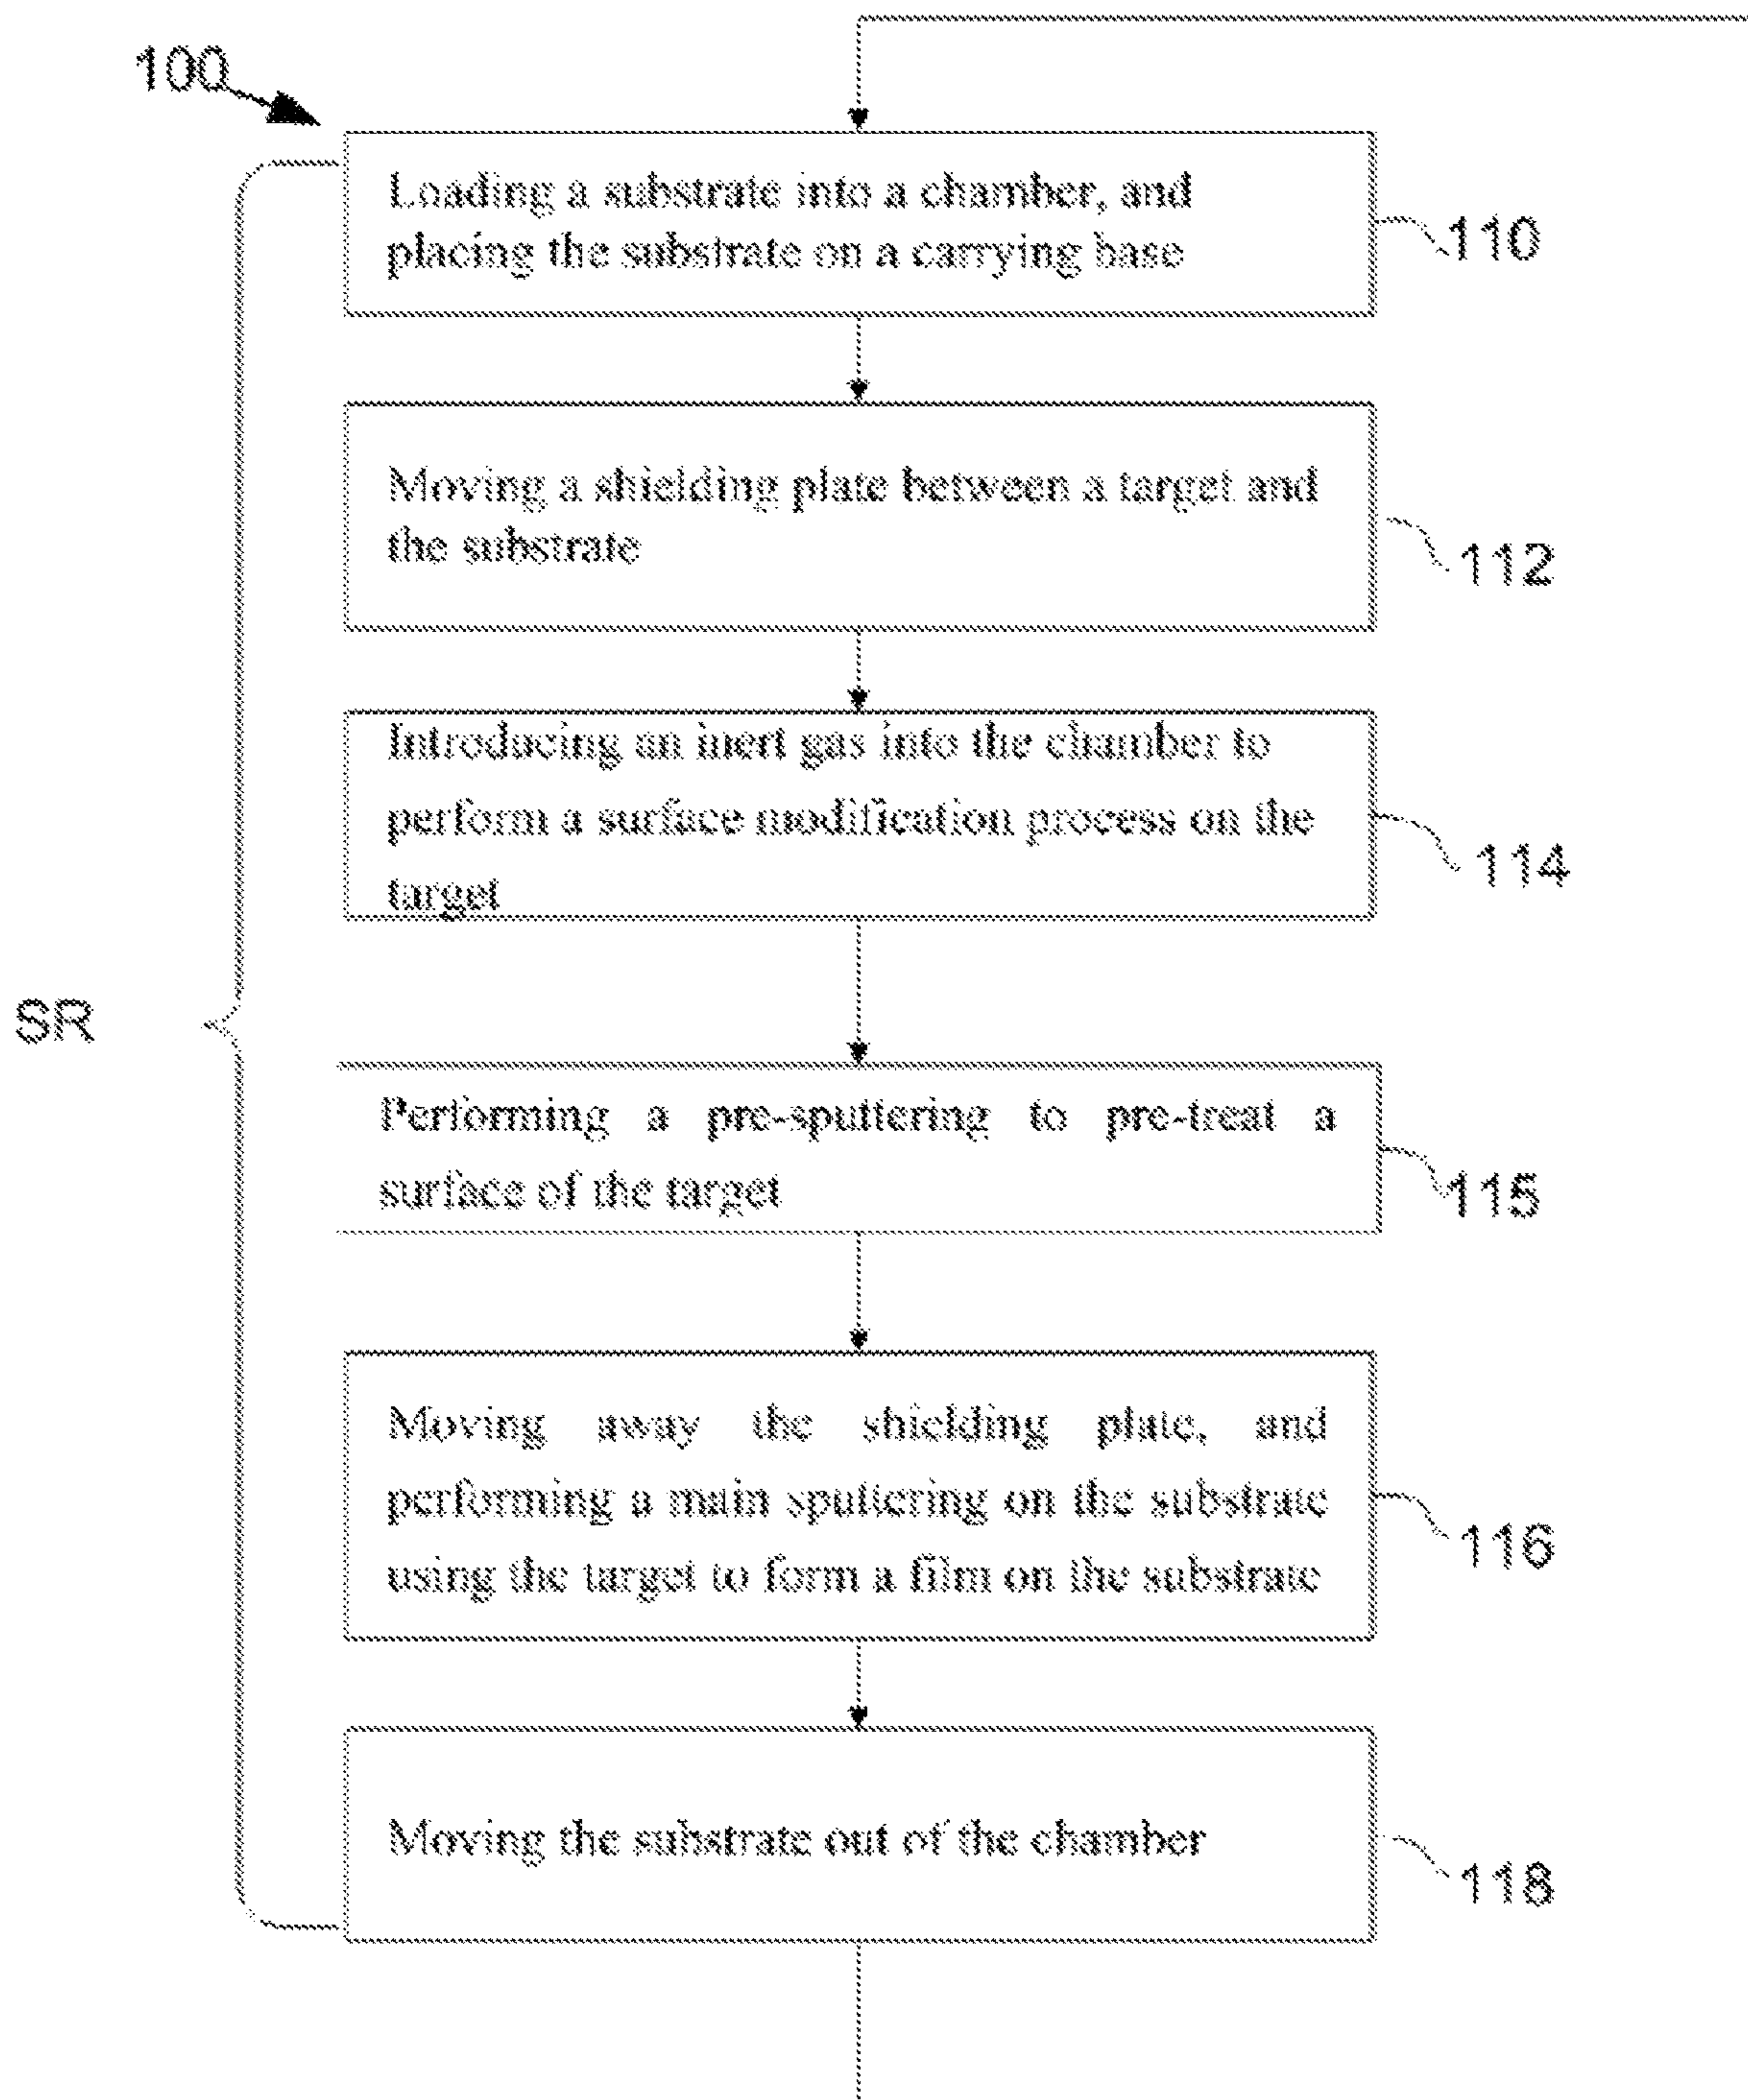 100
Loading a substrate into a chamber, and
placing the substrate on a carrying base
110
Moving a shielding plate between a target and
the substrate
112
Introducing an inert gas into the chamber to
perform a surface modification process on the
target
114
SR
Performing a pre-sputtering to pre-treat a
surface of the target
115
Moving away the shielding plate, and
performing a main sputtering on the substrate
using the target to form a film on the substrate
116
Moving the substrate out of the chamber
118